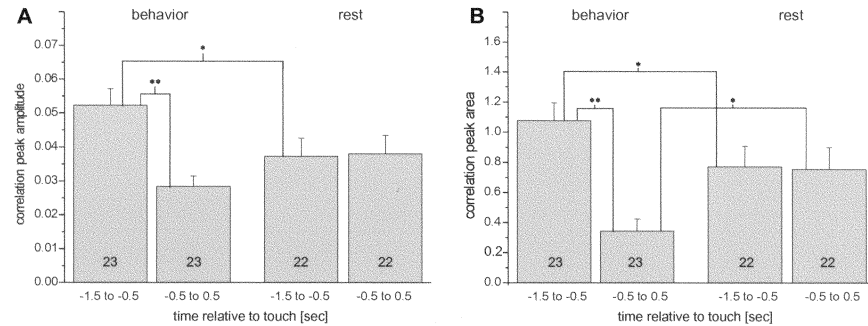 A
behavior
rest
correlation peak amplitude
0.08
0.07
0.06
0.05
0.04
0.03
0.02
0.01
0.00
*
**
23
23
22
22
-1.5 to -0.5
-0.5 to 0.5
-1.5 to -0.5
-0.5 to 0.5
time relative to touch [sec]
B
behavior
rest
correlation peak area
1.6
1.4
1.2
1.0
0.8
0.6
0.4
0.2
0.0
*
**
*
23
23
22
22
-1.5 to -0.5
-0.5 to 0.5
-1.5 to -0.5
-0.5 to 0.5
time relative to touch [sec]